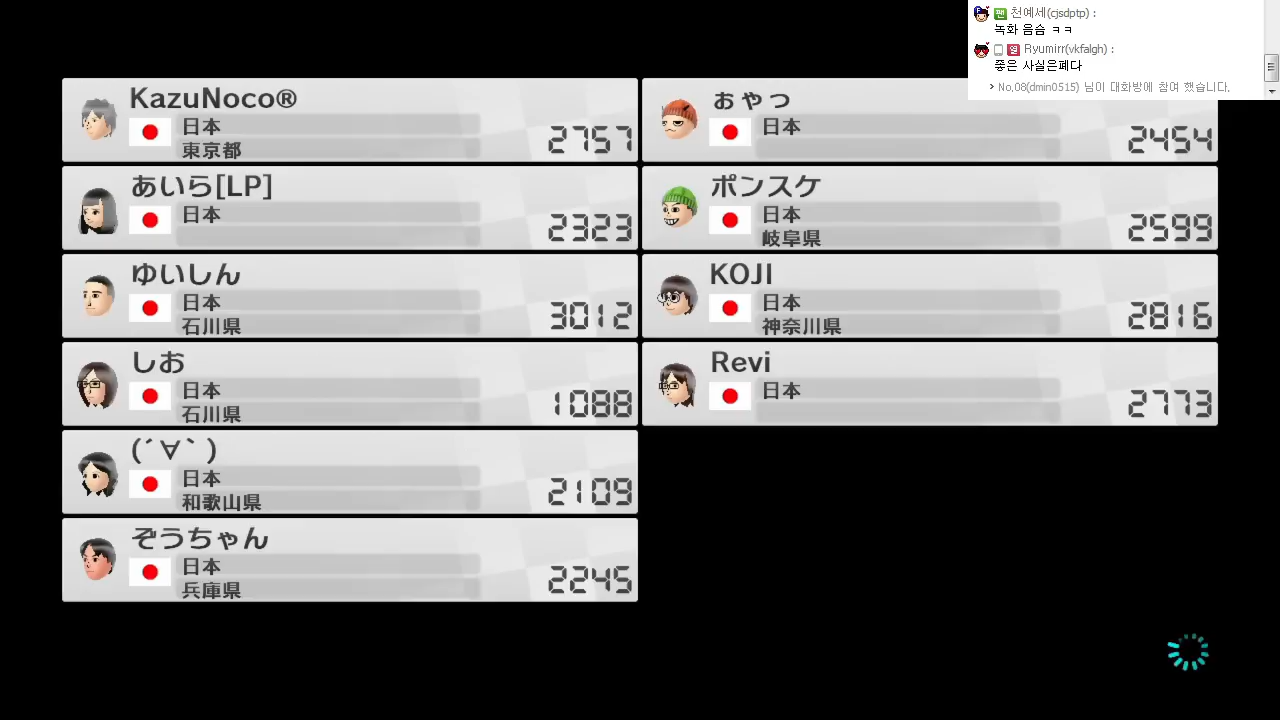 KazuNoco®
日本
東京都
2757
あいら[LP]
日本
2323
ゆいしん
日本
石川県
3012
しお
日本
石川県
1088
(´∀｀)
日本
和歌山県
2109
ぞうちゃん
日本
兵庫県
2245
おやつ
日本
2454
ポンスケ
日本
岐阜県
2599
KOJI
日本
神奈川県
2816
Revi
日本
2773
팬 천예세(cjsdptp) :
녹화 음슴 ㅋㅋ
열 Ryumirr(vkfalgh) :
쫗은 사실은폐다
> No,08(dmin0515) 님이 대화방에 참여 했습니다.